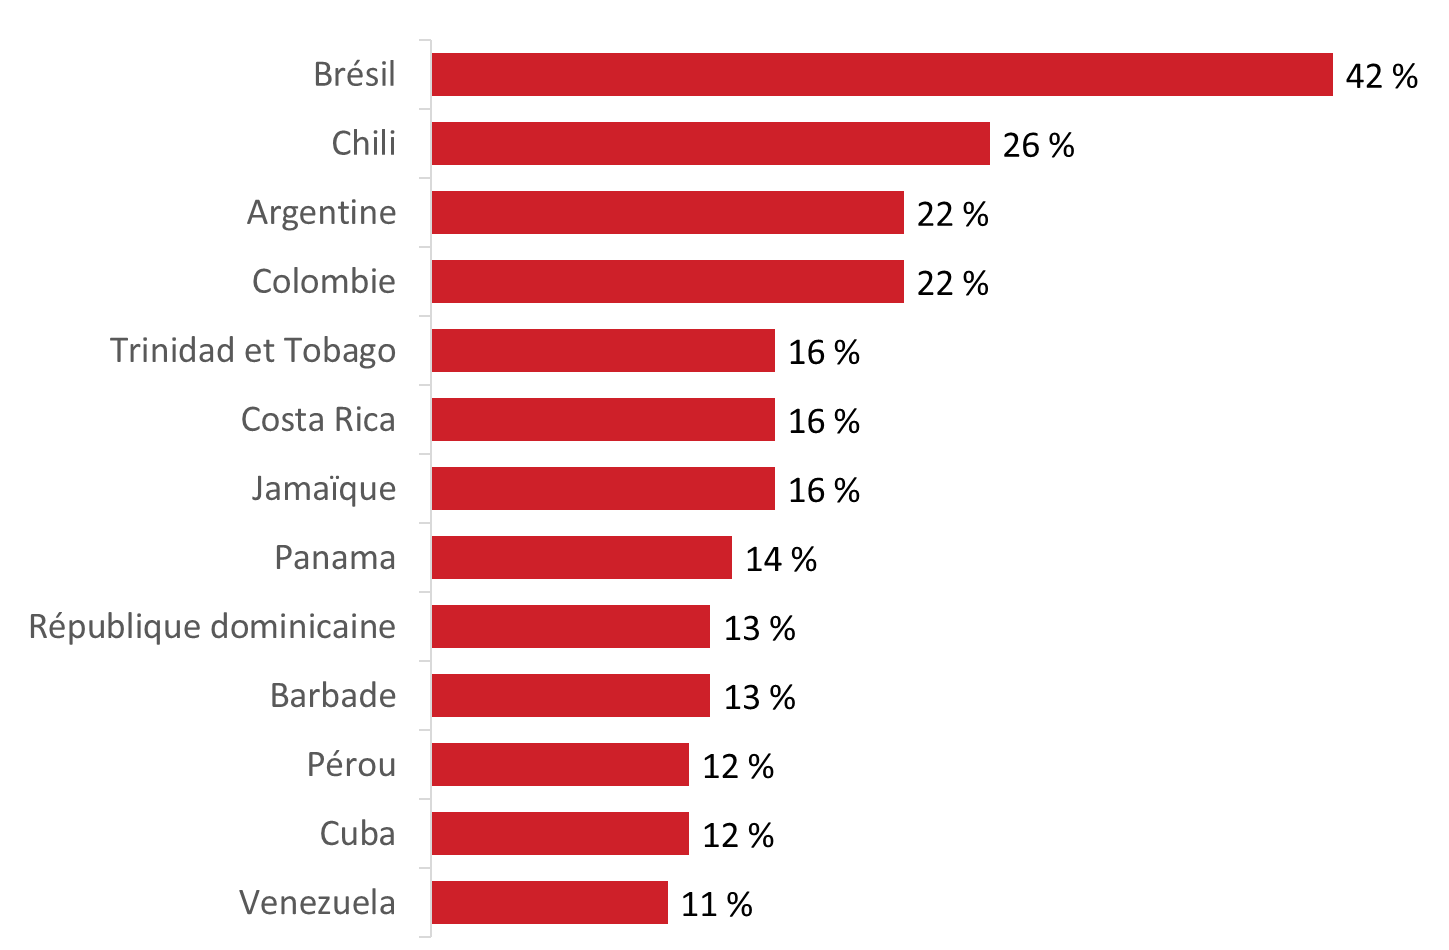 Brésil 42 %
Chili 26 %
Argentine 22 %
Colombie 22 %
Trinidad et Tobago 16 %
Costa Rica 16 %
Jamaïque 16 %
Panama 14 %
République dominicaine 13 %
Barbade 13 %
Pérou 12 %
Cuba 12 %
Venezuela 11 %